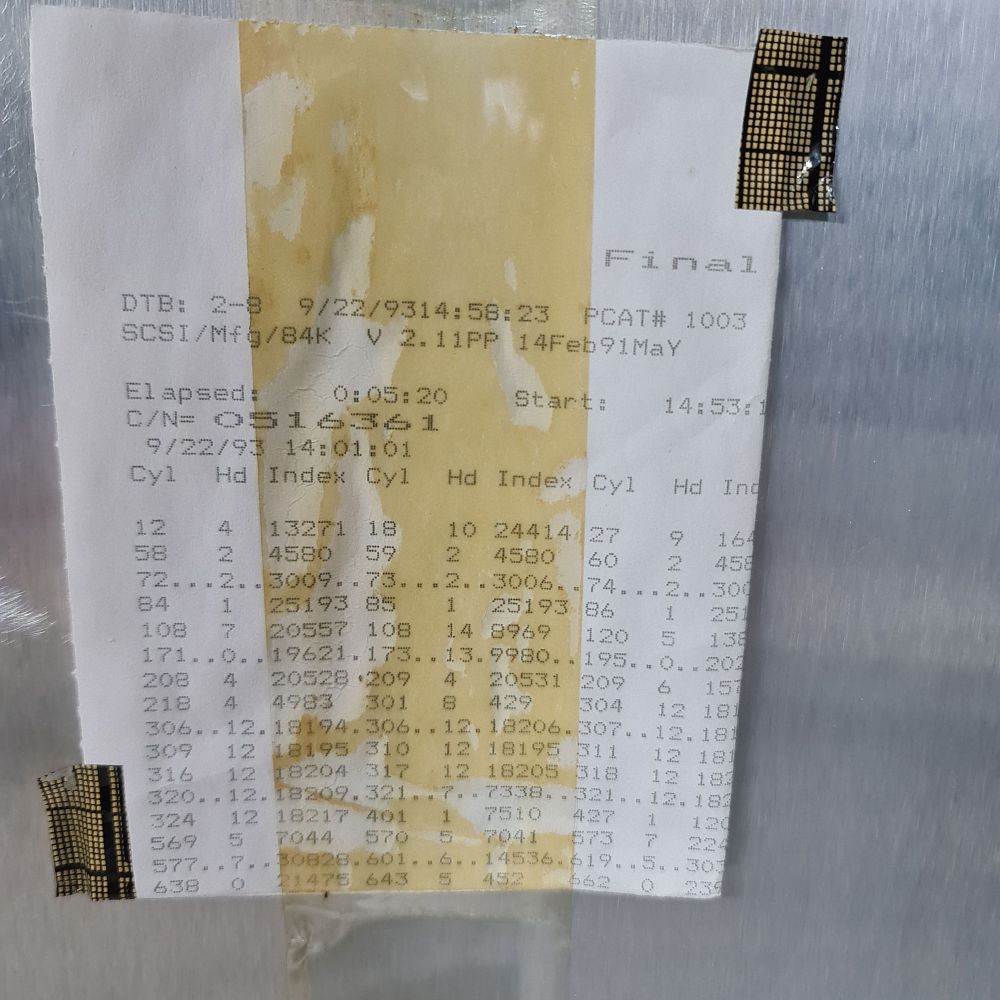 Final
DTB: 2-8 9/22/9314:58:23 PCAT# 1003
SCSI/Mfg/84K V 2.11PP 14Feb91MaY
Elapsed: 0:05:20 Start: 14:53:1
C/N= 0516361
9/22/93 14:01:01
Cyl Hd Index Cyl Hd Index Cyl Hd Ind
12 4 13271 18 10 24414 27 9 164
58 2 4580 59 2 4580 60 2 458
72...2..3009..73...2..3006..74...2..300
84 1 25193 85 1 25193 86 1 251
108 7 20557 108 14 8969 120 5 138
171..0..19621.173..13.9980..195..0..202
208 4 20528 209 4 20531 209 6 157
218 4 4983 301 8 429 304 12 181
306..12.18194.306..12.18206.307..12.181
309 12 18195 310 12 18195 311 12 181
316 12 18204 317 12 18205 318 12 182
320..12.18209.321..7..7338..321..12.182
324 12 18217 401 1 7510 427 1 120
569 5 7044 570 5 7041 573 7 224
577..7..30828.601..6..14536.619..5..303
638 0 21475 643 5 452 662 0 239